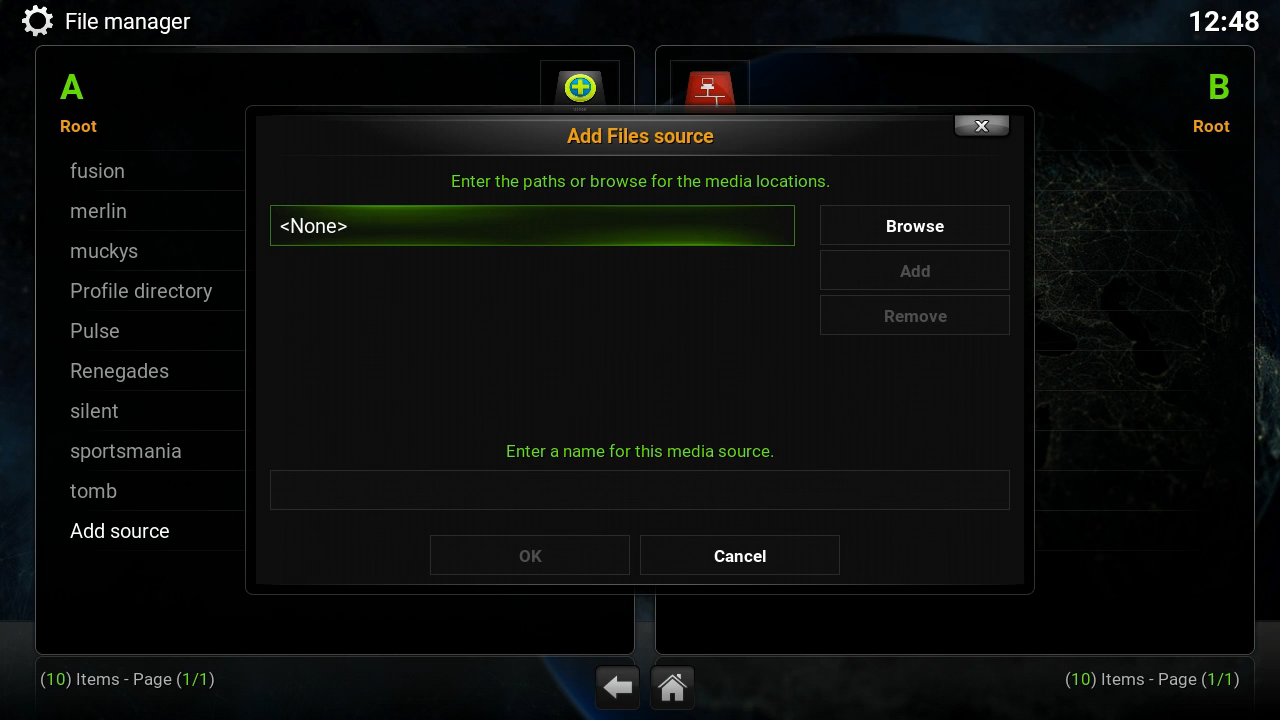 File manager
12:48
A
B
Root
Root
Add Files source
x
Enter the paths or browse for the media locations.
<None>
Browse
Add
Remove
fusion
merlin
muckys
Profile directory
Pulse
Renegades
silent
sportsmania
tomb
Add source
Enter a name for this media source.
OK
Cancel
(10) Items - Page (1/1)
(10) Items - Page (1/1)